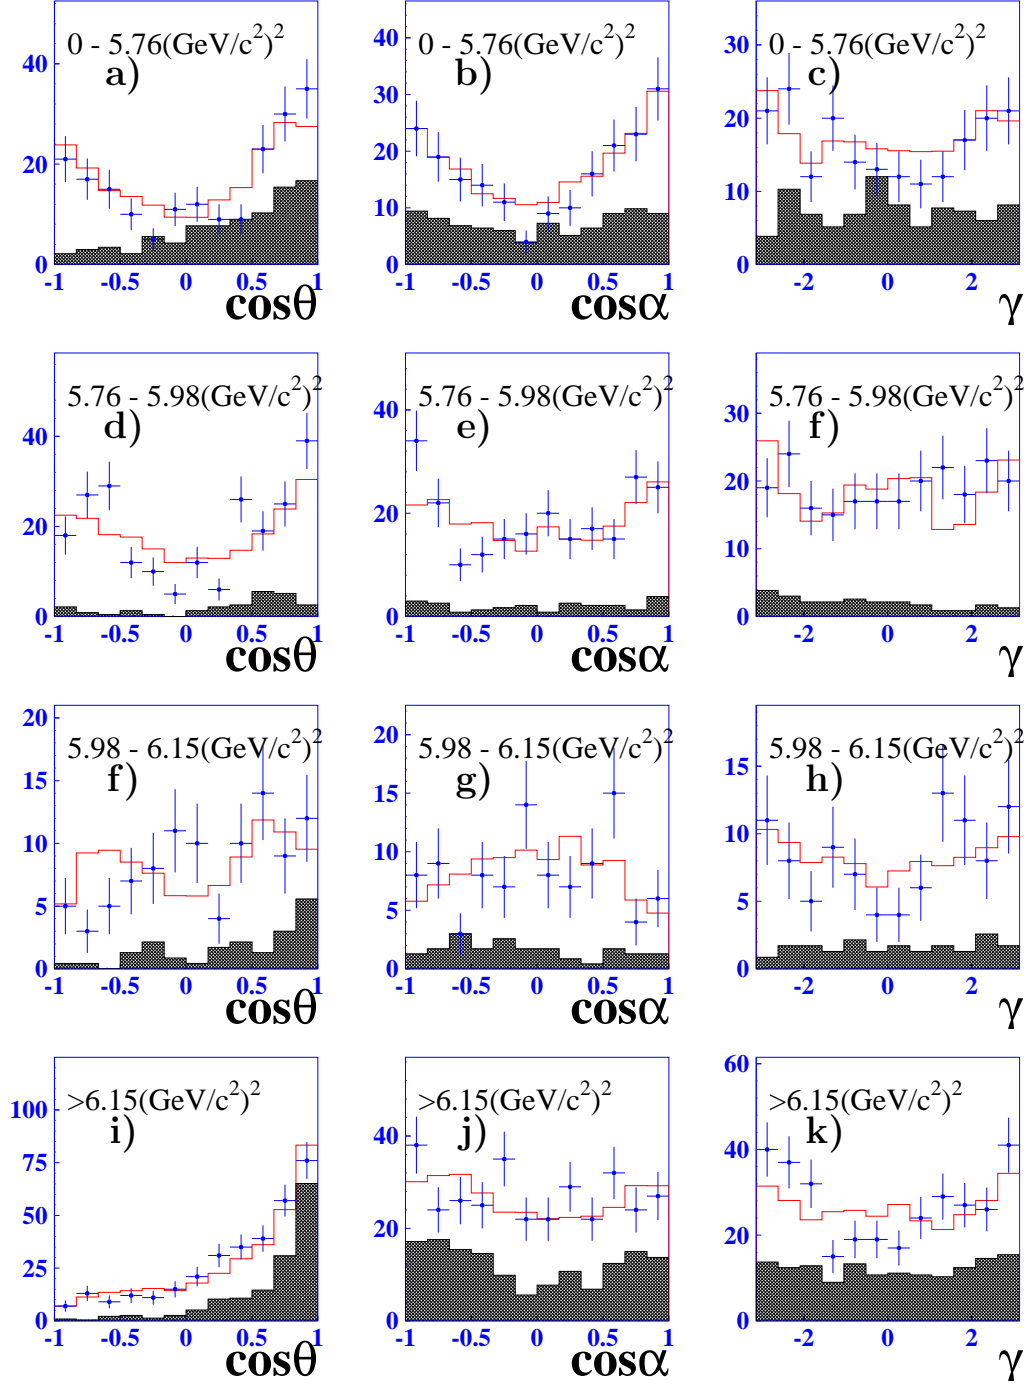 0 - 5.76(GeV/c²)²
a)
40
20
0
-1 -0.5 0 0.5 1
cosθ
0 - 5.76(GeV/c²)²
b)
40
30
20
10
0
-1 -0.5 0 0.5 1
cosα
0 - 5.76(GeV/c²)²
c)
30
20
10
0
-2 0 2
γ
5.76 - 5.98(GeV/c²)²
d)
40
20
0
-1 -0.5 0 0.5 1
cosθ
5.76 - 5.98(GeV/c²)²
e)
40
20
0
-1 -0.5 0 0.5 1
cosα
5.76 - 5.98(GeV/c²)²
f)
30
20
10
0
-2 0 2
γ
5.98 - 6.15(GeV/c²)²
f)
20
15
10
5
0
-1 -0.5 0 0.5 1
cosθ
5.98 - 6.15(GeV/c²)²
g)
20
15
10
5
0
-1 -0.5 0 0.5 1
cosα
5.98 - 6.15(GeV/c²)²
h)
15
10
5
0
-2 0 2
γ
>6.15(GeV/c²)²
i)
100
75
50
25
0
-1 -0.5 0 0.5 1
cosθ
>6.15(GeV/c²)²
j)
40
20
0
-1 -0.5 0 0.5 1
cosα
>6.15(GeV/c²)²
k)
60
40
20
0
-2 0 2
γ